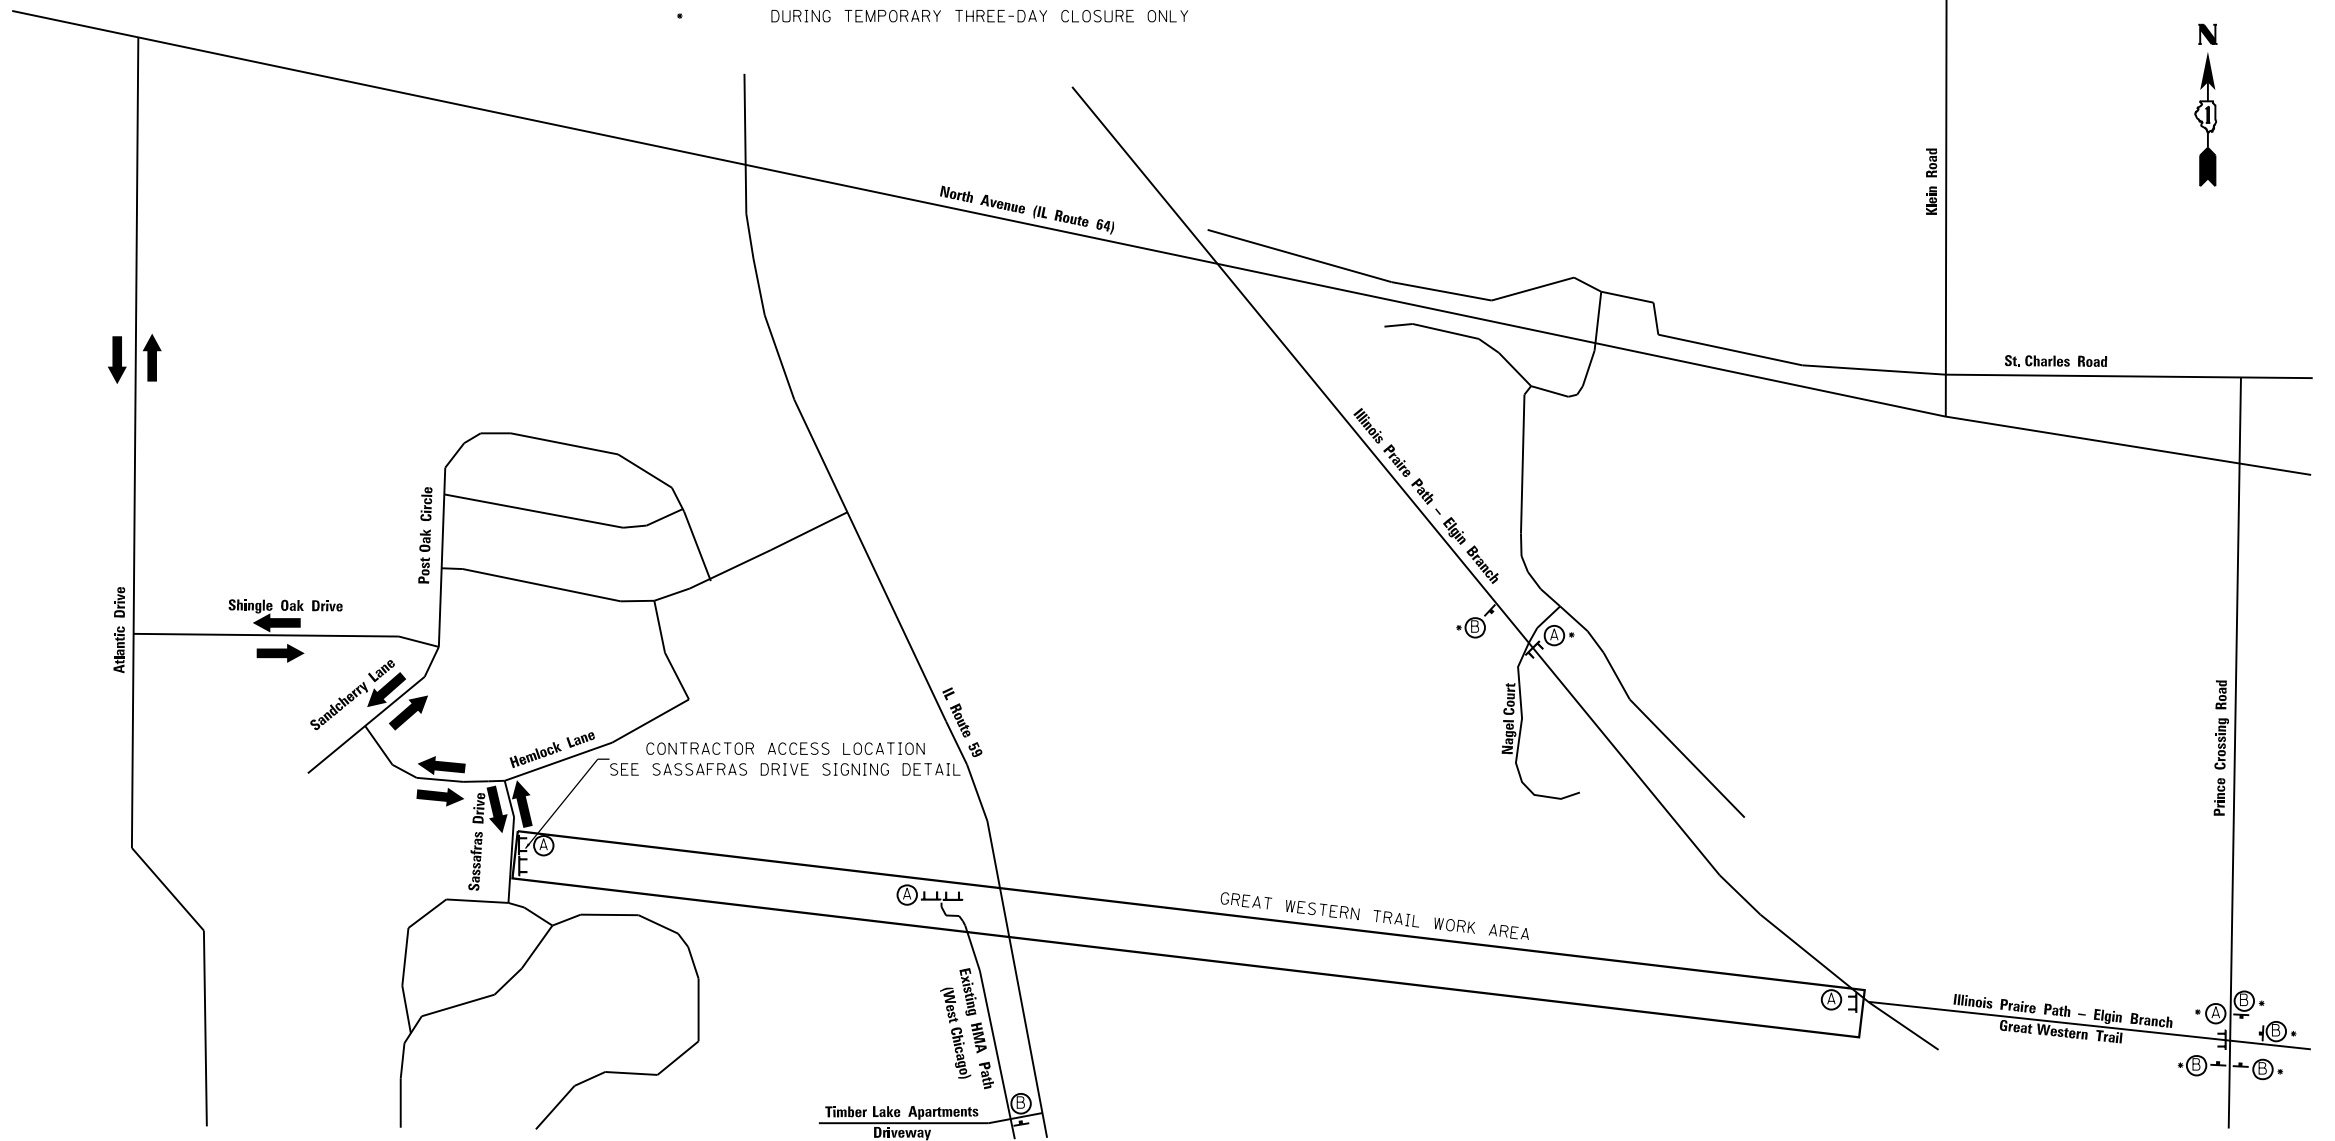 * DURING TEMPORARY THREE-DAY CLOSURE ONLY
N
1
North Avenue (IL Route 64)
Klein Road
St. Charles Road
Illinois Praire Path – Elgin Branch
Post Oak Circle
Atlantic Drive
Shingle Oak Drive
Sandcherry Lane
Hemlock Lane
CONTRACTOR ACCESS LOCATION
SEE SASSAFRAS DRIVE SIGNING DETAIL
IL Route 59
* B
A *
Nagel Court
Prince Crossing Road
Sassafras Drive
A
A
GREAT WESTERN TRAIL WORK AREA
Existing HMA Path
(West Chicago)
A
Illinois Praire Path – Elgin Branch
Great Western Trail
* A
B *
B *
* B
B *
B
Timber Lake Apartments
Driveway